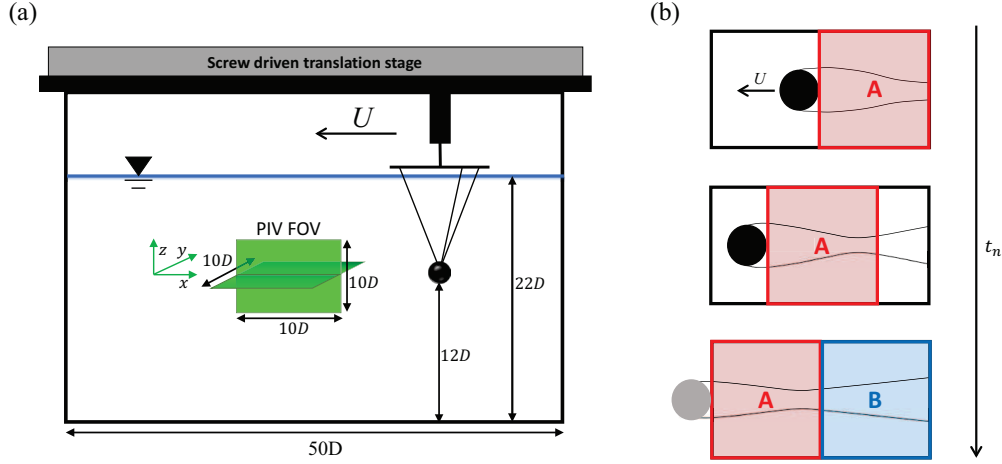 (a)
Screw driven translation stage
U
PIV FOV
z
y
x
10D
10D
10D
12D
22D
50D
(b)
U
A
A
A
B
t_n